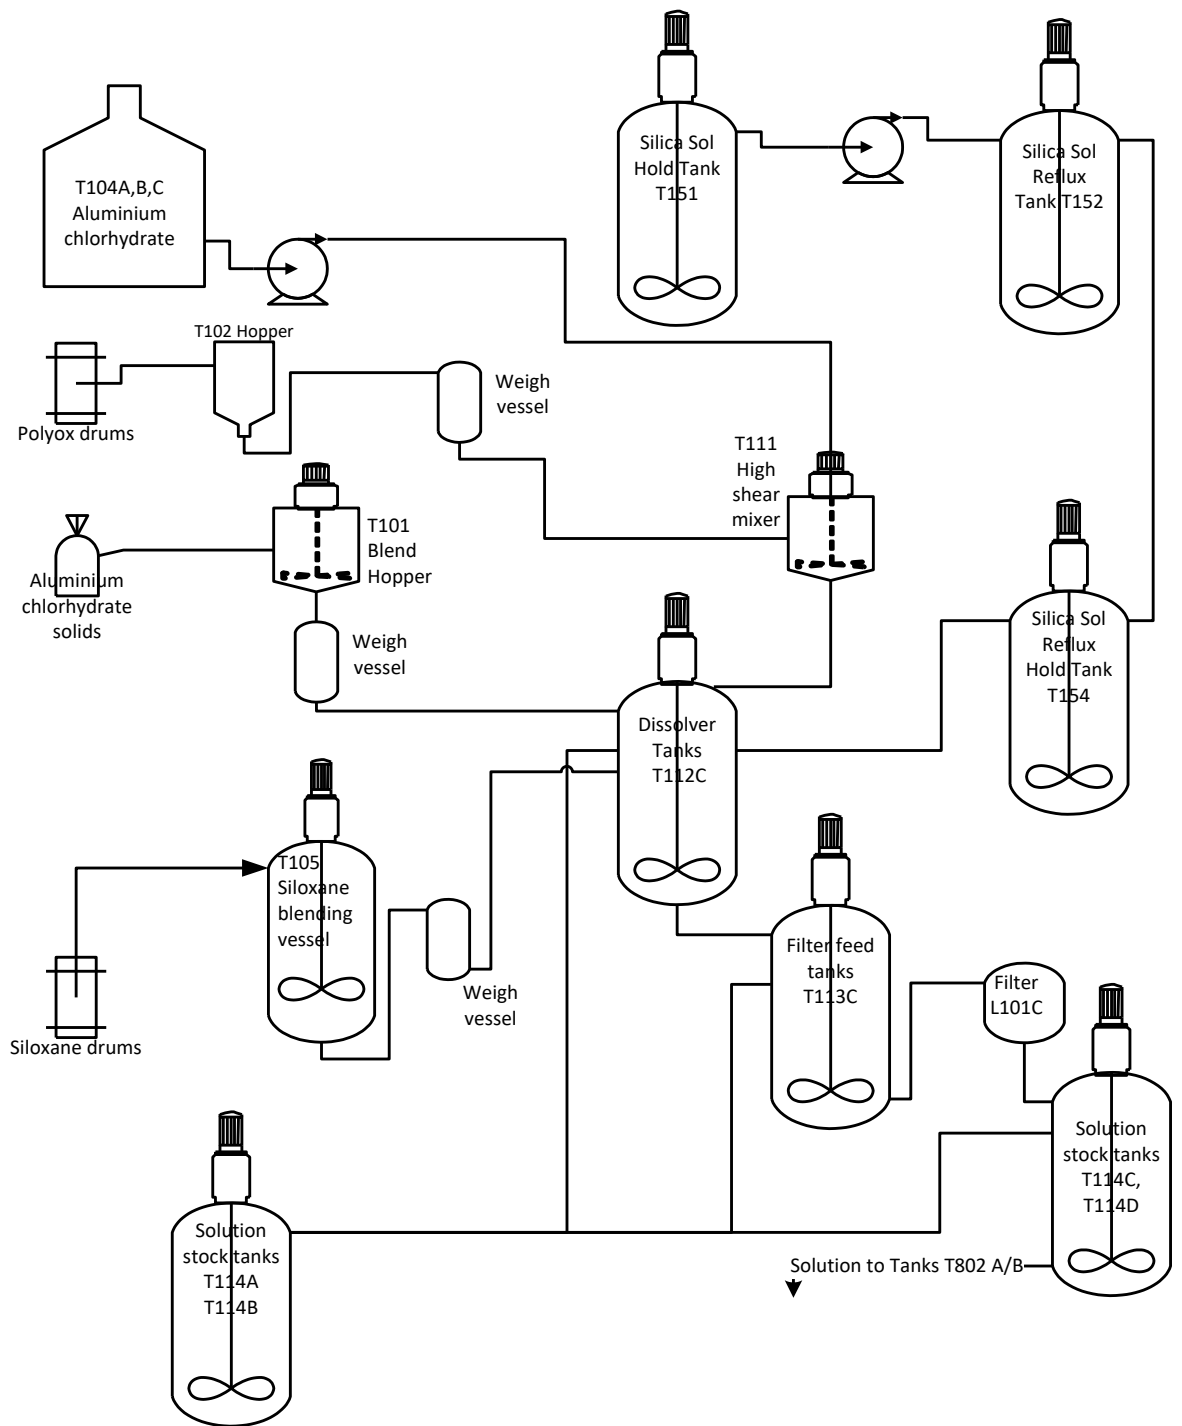 Silica Sol
Hold Tank
T151
Silica Sol
Reflux
Tank T152
T104A,B,C
Aluminium
chlorhydrate
T102 Hopper
Polyox drums
Weigh
vessel
T111
High
shear
mixer
T101
Blend
Hopper
Aluminium
chlorhydrate
solids
Weigh
vessel
Silica Sol
Reflux
Hold Tank
T154
Dissolver
Tanks
T112C
T105
Siloxane
blending
vessel
Filter feed
tanks
T113C
Filter
L101C
Weigh
vessel
Siloxane drums
Solution
stock tanks
T114C,
T114D
Solution
stock tanks
T114A
T114B
Solution to Tanks T802 A/B